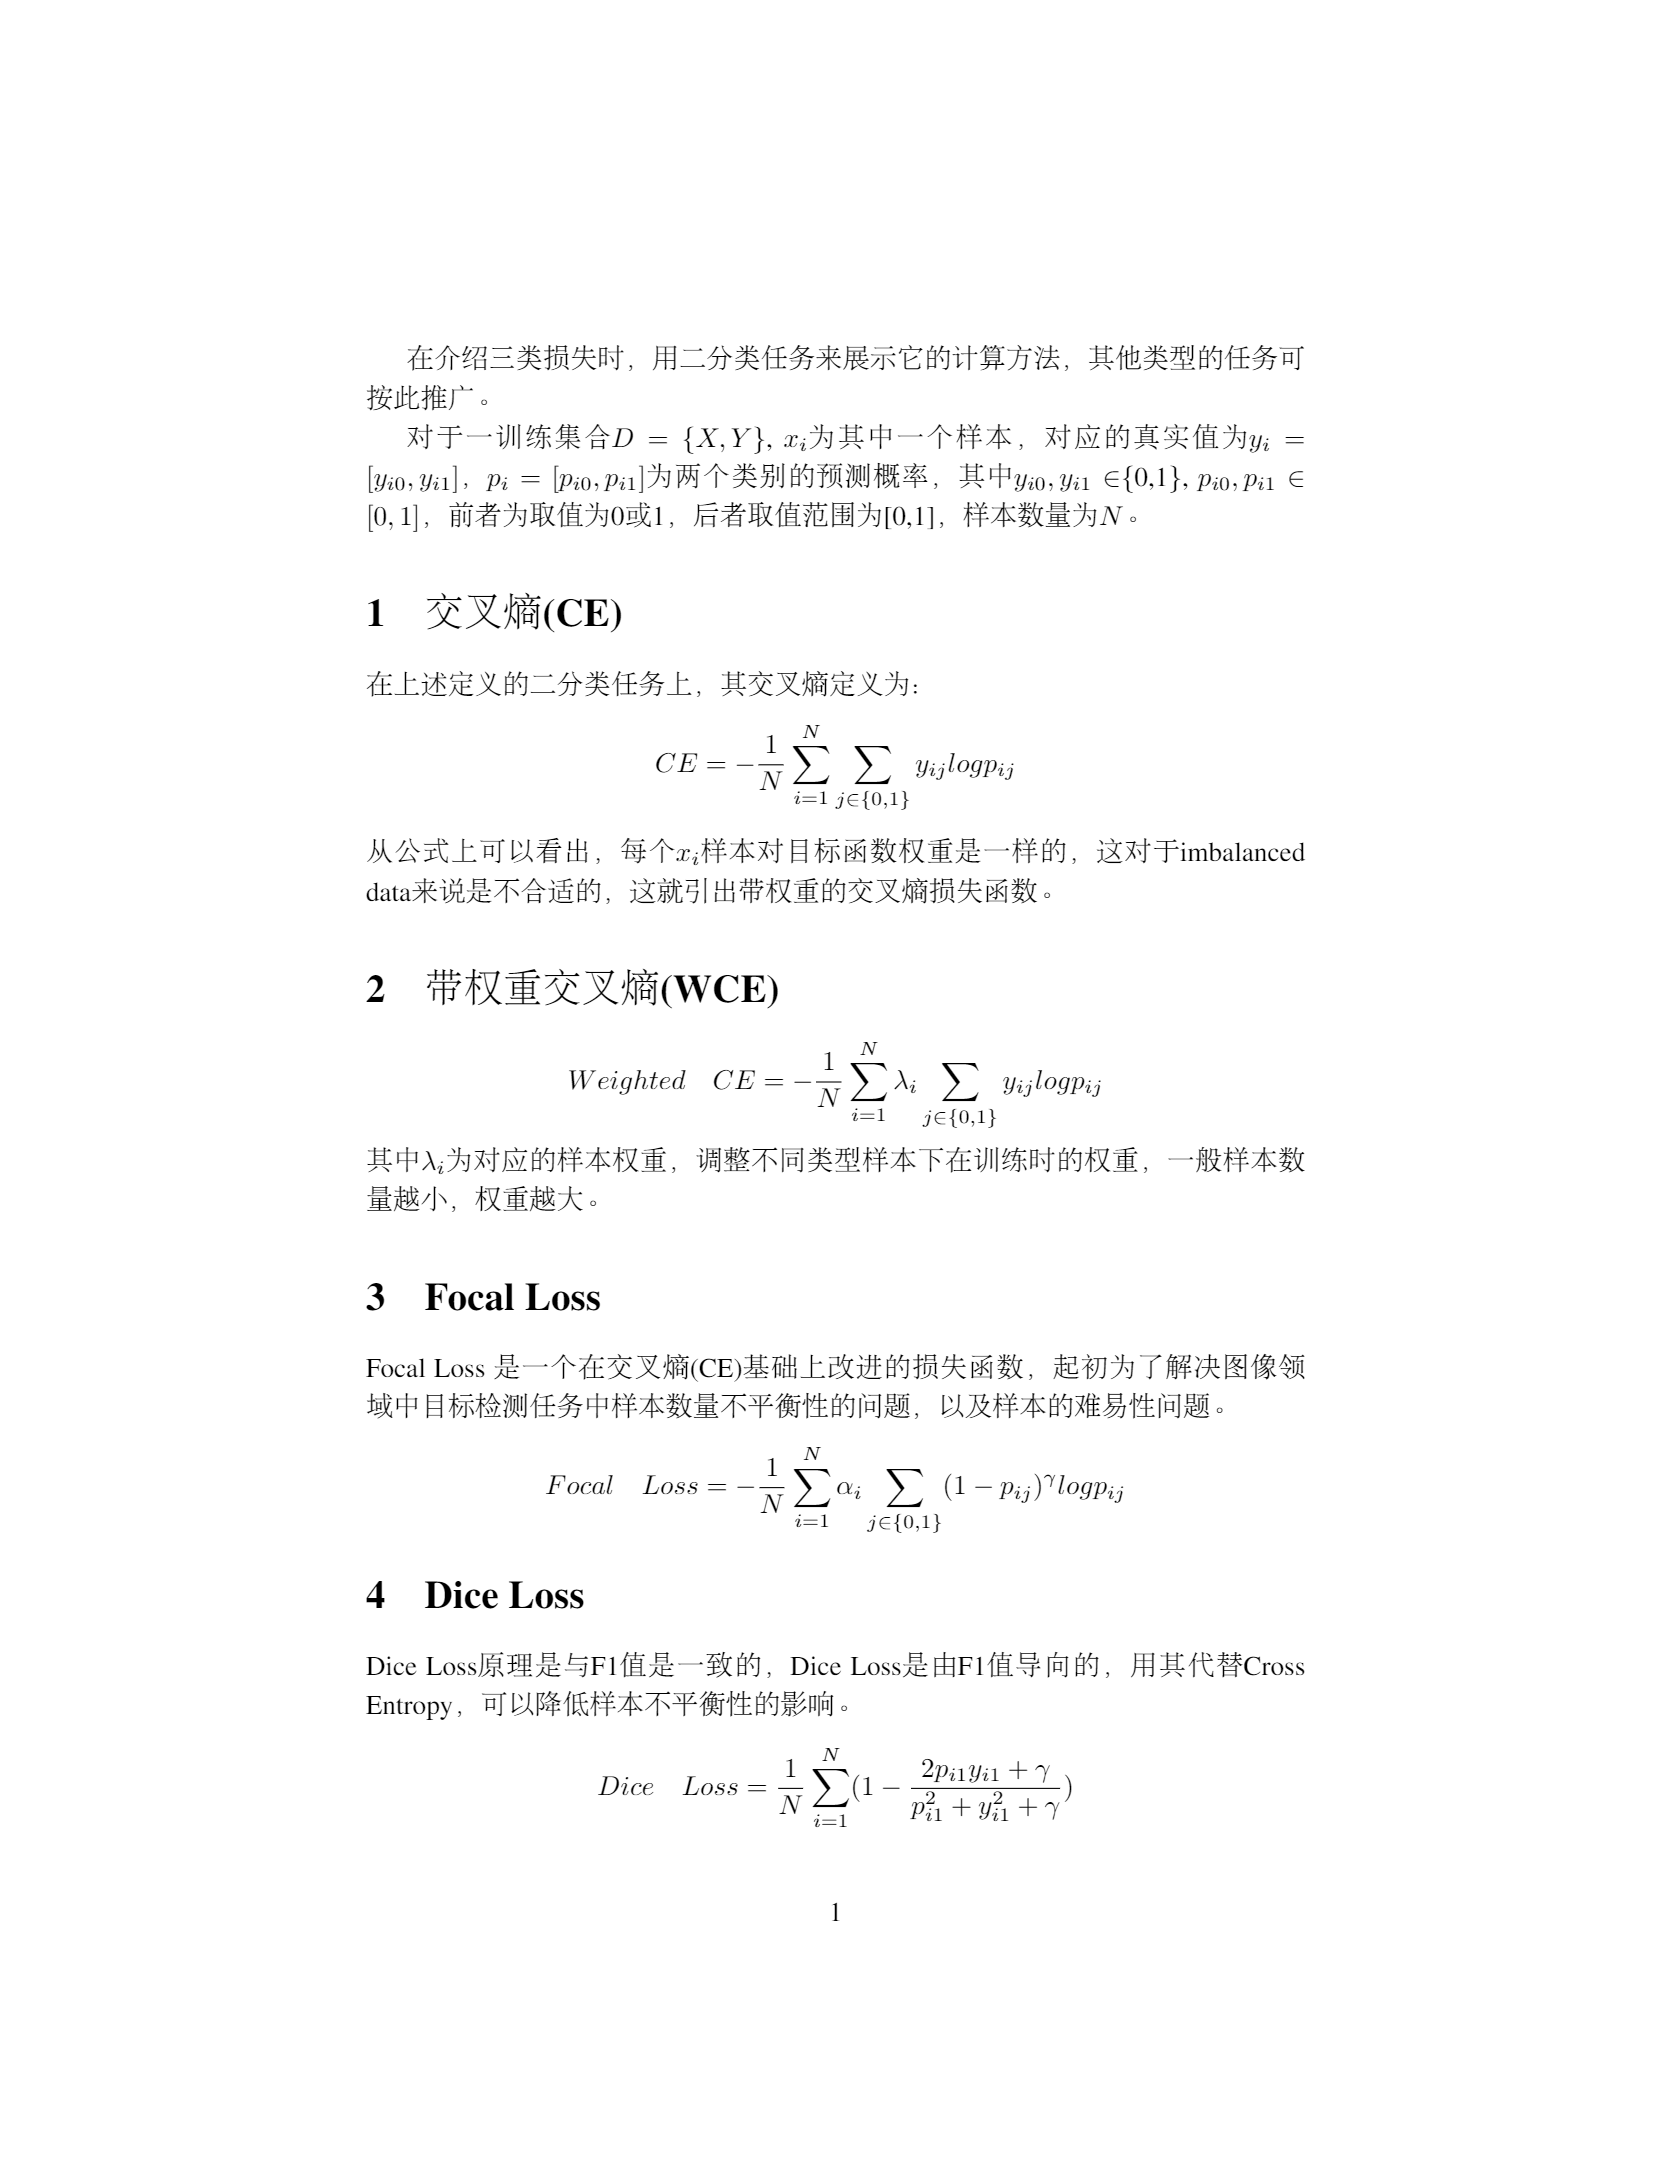 在介绍三类损失时，用二分类任务来展示它的计算方法，其他类型的任务可
按此推广。
对于一训练集合D = {X, Y}, x_i为其中一个样本，对应的真实值为y_i =
[y_{i0}, y_{i1}]，p_i = [p_{i0}, p_{i1}]为两个类别的预测概率，其中y_{i0}, y_{i1} ∈{0,1}, p_{i0}, p_{i1} ∈
[0, 1]，前者为取值为0或1，后者取值范围为[0,1]，样本数量为N。
1 交叉熵(CE)
在上述定义的二分类任务上，其交叉熵定义为:
CE = -\frac{1}{N} \sum_{i=1}^{N} \sum_{j∈\{0,1\}} y_{ij}logp_{ij}
从公式上可以看出，每个x_i样本对目标函数权重是一样的，这对于imbalanced
data来说是不合适的，这就引出带权重的交叉熵损失函数。
2 带权重交叉熵(WCE)
Weighted CE = -\frac{1}{N} \sum_{i=1}^{N} λ_i \sum_{j∈\{0,1\}} y_{ij}logp_{ij}
其中λ_i为对应的样本权重，调整不同类型样本下在训练时的权重，一般样本数
量越小，权重越大。
3 Focal Loss
Focal Loss 是一个在交叉熵(CE)基础上改进的损失函数，起初为了解决图像领
域中目标检测任务中样本数量不平衡性的问题，以及样本的难易性问题。
Focal Loss = -\frac{1}{N} \sum_{i=1}^{N} α_i \sum_{j∈\{0,1\}} (1 - p_{ij})^γ logp_{ij}
4 Dice Loss
Dice Loss原理是与F1值是一致的，Dice Loss是由F1值导向的，用其代替Cross
Entropy，可以降低样本不平衡性的影响。
Dice Loss = \frac{1}{N} \sum_{i=1}^{N} (1 - \frac{2p_{i1}y_{i1} + γ}{p_{i1}^2 + y_{i1}^2 + γ})
1